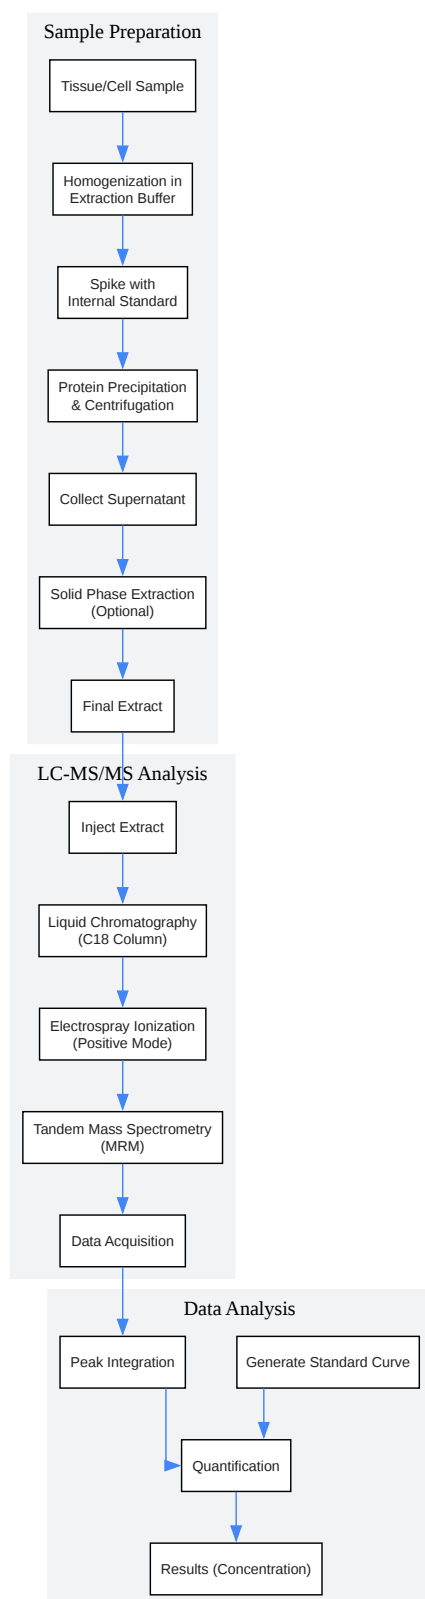 Sample Preparation
Tissue/Cell Sample
Homogenization in
Extraction Buffer
Spike with
Internal Standard
Protein Precipitation
& Centrifugation
Collect Supernatant
Solid Phase Extraction
(Optional)
Final Extract
LC-MS/MS Analysis
Inject Extract
Liquid Chromatography
(C18 Column)
Electrospray Ionization
(Positive Mode)
Tandem Mass Spectrometry
(MRM)
Data Acquisition
Data Analysis
Peak Integration
Generate Standard Curve
Quantification
Results (Concentration)